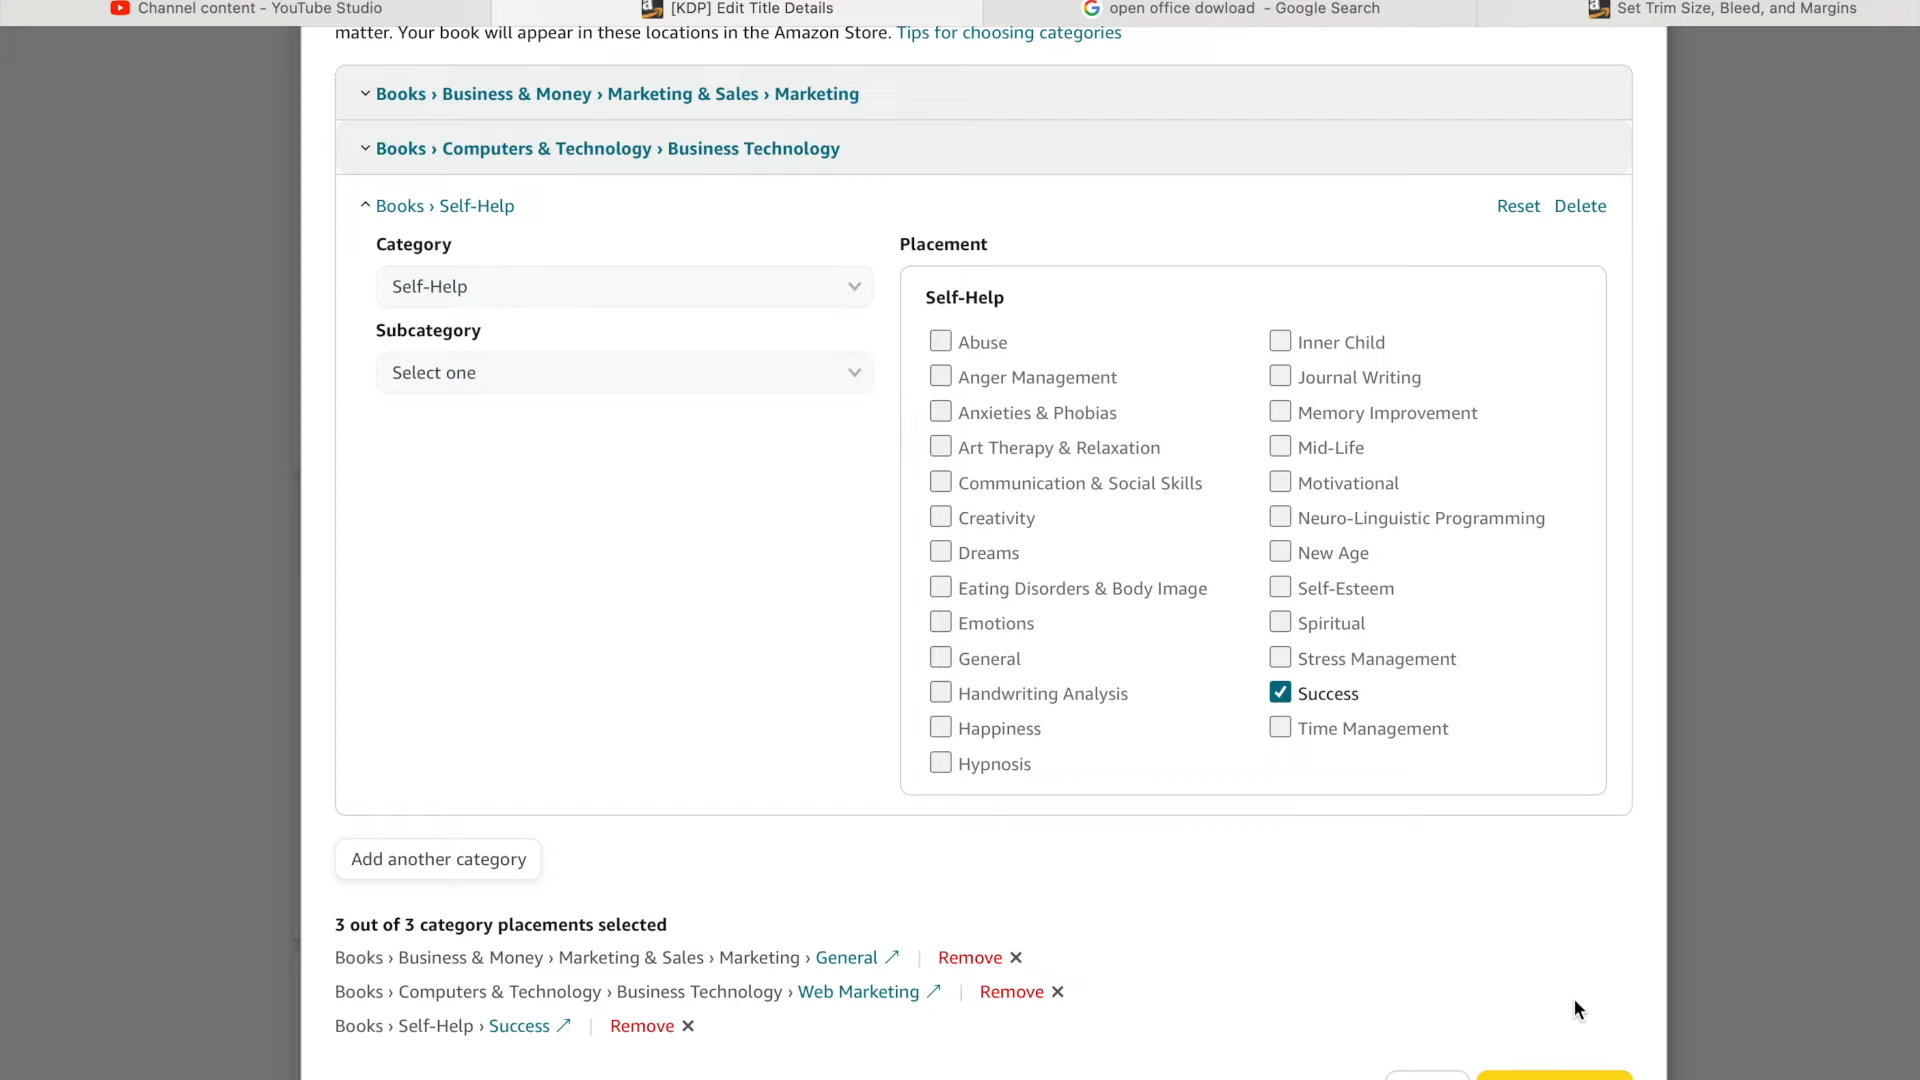 Channel content - YouTube Studio
[KDP] Edit Title Details
open office dowload - Google Search
Set Trim Size, Bleed, and Margins
matter. Your book will appear in these locations in the Amazon Store. Tips for choosing categories
Books › Business & Money › Marketing & Sales › Marketing
Books › Computers & Technology › Business Technology
Books › Self-Help
Reset Delete
Category
Self-Help
Subcategory
Select one
Placement
Self-Help
Abuse
Anger Management
Anxieties & Phobias
Art Therapy & Relaxation
Communication & Social Skills
Creativity
Dreams
Eating Disorders & Body Image
Emotions
General
Handwriting Analysis
Happiness
Hypnosis
Inner Child
Journal Writing
Memory Improvement
Mid-Life
Motivational
Neuro-Linguistic Programming
New Age
Self-Esteem
Spiritual
Stress Management
Success
Time Management
Add another category
3 out of 3 category placements selected
Books › Business & Money › Marketing & Sales › Marketing › General | Remove
Books › Computers & Technology › Business Technology › Web Marketing | Remove
Books › Self-Help › Success | Remove